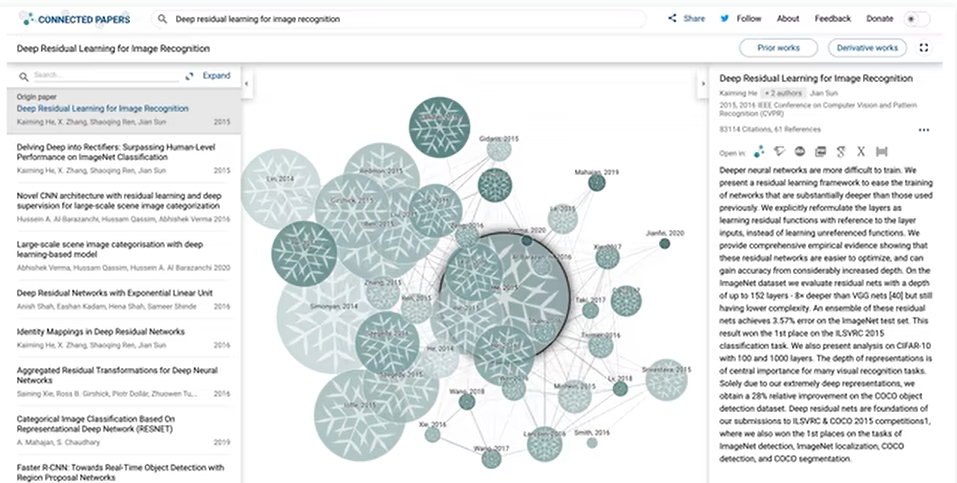 CONNECTED PAPERS
Deep residual learning for image recognition
Share
Follow
About
Feedback
Donate
Deep Residual Learning for Image Recognition
Prior works
Derivative works
Search...
Expand
Origin paper
Deep Residual Learning for Image Recognition
Kaiming He, X. Zhang, Shaoqing Ren, Jian Sun 2015
Delving Deep into Rectifiers: Surpassing Human-Level
Performance on ImageNet Classification
Kaiming He, X. Zhang, Shaoqing Ren, Jian Sun 2015
Novel CNN architecture with residual learning and deep
supervision for large-scale scene image categorization
Hussein A. Al-Barazanchi, Hussam Qassim, Abhishek Verma 2016
Large-scale scene image categorisation with deep
learning-based model
Abhishek Verma, Hussam Qassim, Hussein A. Al Barazanchi 2020
Deep Residual Networks with Exponential Linear Unit
Anish Shah, Eashan Kadam, Hena Shah, Sameer Shinde 2016
Identity Mappings in Deep Residual Networks
Kaiming He, X. Zhang, Shaoqing Ren, Jian Sun 2016
Aggregated Residual Transformations for Deep Neural
Networks
Saining Xie, Ross B. Girshick, Piotr Dollár, Zhuowen Tu,... 2016
Categorical Image Classification Based On
Representational Deep Network (RESNET)
A. Mahajan, S. Chaudhary 2019
Faster R-CNN: Towards Real-Time Object Detection with
Region Proposal Networks
Gidaris, 2015
Lin, 2014
Mahajan, 2019
Verma, 2020
Jianfei, 2020
Zhang, 2015
Simonyan, 2014
Taki, 2017
He, 2014
Szegedy, 2015
Ioffe, 2015
Wang, 2018
Mishkin, 2015
Lv, 2018
Srivastava, 2015
Xie, 2016
Larsson, 2016
Smith, 2016
Wang, 2017
Deep Residual Learning for Image Recognition
Kaiming He + 2 authors Jian Sun
2015, 2016 IEEE Conference on Computer Vision and Pattern
Recognition (CVPR)
83114 Citations, 61 References
Open in:
Deeper neural networks are more difficult to train. We
present a residual learning framework to ease the training
of networks that are substantially deeper than those used
previously. We explicitly reformulate the layers as
learning residual functions with reference to the layer
inputs, instead of learning unreferenced functions. We
provide comprehensive empirical evidence showing that
these residual networks are easier to optimize, and can
gain accuracy from considerably increased depth. On the
ImageNet dataset we evaluate residual nets with a depth
of up to 152 layers - 8× deeper than VGG nets [40] but still
having lower complexity. An ensemble of these residual
nets achieves 3.57% error on the ImageNet test set. This
result won the 1st place on the ILSVRC 2015
classification task. We also present analysis on CIFAR-10
with 100 and 1000 layers. The depth of representations is
of central importance for many visual recognition tasks.
Solely due to our extremely deep representations, we
obtain a 28% relative improvement on the COCO object
detection dataset. Deep residual nets are foundations of
our submissions to ILSVRC & COCO 2015 competitions1,
where we also won the 1st places on the tasks of
ImageNet detection, ImageNet localization, COCO
detection, and COCO segmentation.